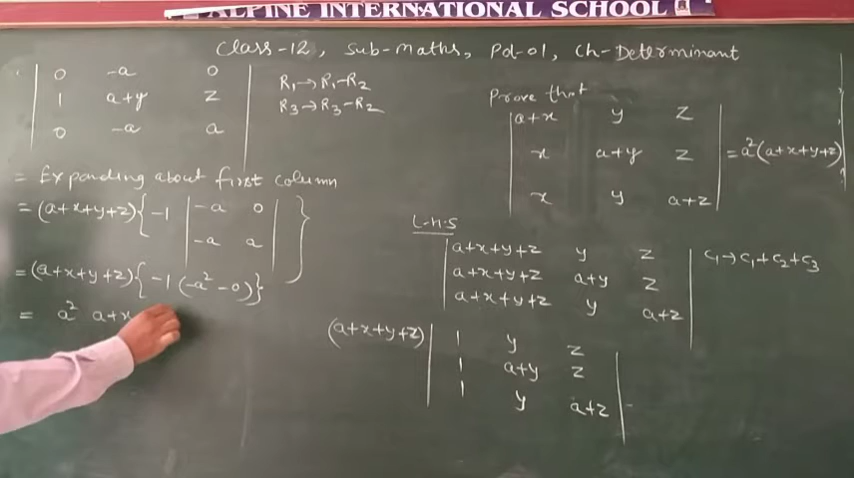 ALPINE INTERNATIONAL SCHOOL
Class-12, Sub-maths, Pd-01, Ch-Determinant
Prove that
| a+x y z |
| x a+y z | = a²(a+x+y+z)
| x y a+z |
L.H.S
| a+x+y+z y z | C₁→C₁+C₂+C₃
| a+x+y+z a+y z |
| a+x+y+z y a+z |
(a+x+y+z) | 1 y z |
| 1 a+y z |
| 1 y a+z |
| 0 -a 0 | R₁→R₁-R₂
| 1 a+y z | R₃→R₃-R₂
| 0 -a a |
= Expanding about first column
= (a+x+y+z){-1 | -a 0 |
| -a a | }
= (a+x+y+z){-1(-a²-0)}
= a² a+x